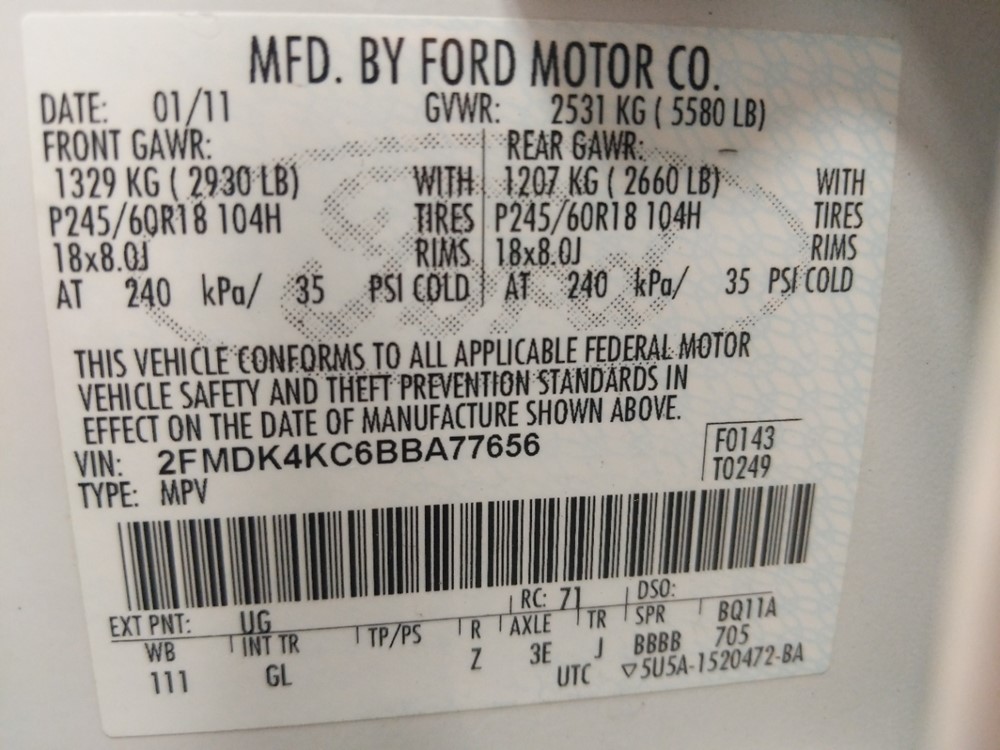 MFD. BY FORD MOTOR CO.
DATE: 01/11 GVWR: 2531 KG ( 5580 LB)
FRONT GAWR: REAR GAWR:
1329 KG ( 2930 LB) WITH 1207 KG ( 2660 LB) WITH
P245/60R18 104H TIRES P245/60R18 104H TIRES
18x8.0J RIMS 18x8.0J RIMS
AT 240 kPa/ 35 PSI COLD AT 240 kPa/ 35 PSI COLD
THIS VEHICLE CONFORMS TO ALL APPLICABLE FEDERAL MOTOR
VEHICLE SAFETY AND THEFT PREVENTION STANDARDS IN
EFFECT ON THE DATE OF MANUFACTURE SHOWN ABOVE.
VIN: 2FMDK4KC6BBA77656 F0143
TYPE: MPV T0249
EXT PNT: UG RC: 71 DSO:
WB INT TR TP/PS R AXLE TR SPR BQ11A
111 GL Z 3E J BBBB 705
UTC ▽5U5A-1520472-BA